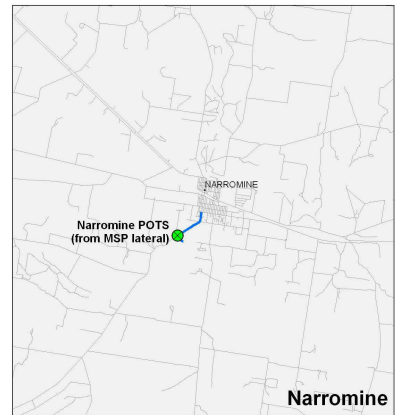 NARROMINE
Narromine POTS
(from MSP lateral)
Narromine